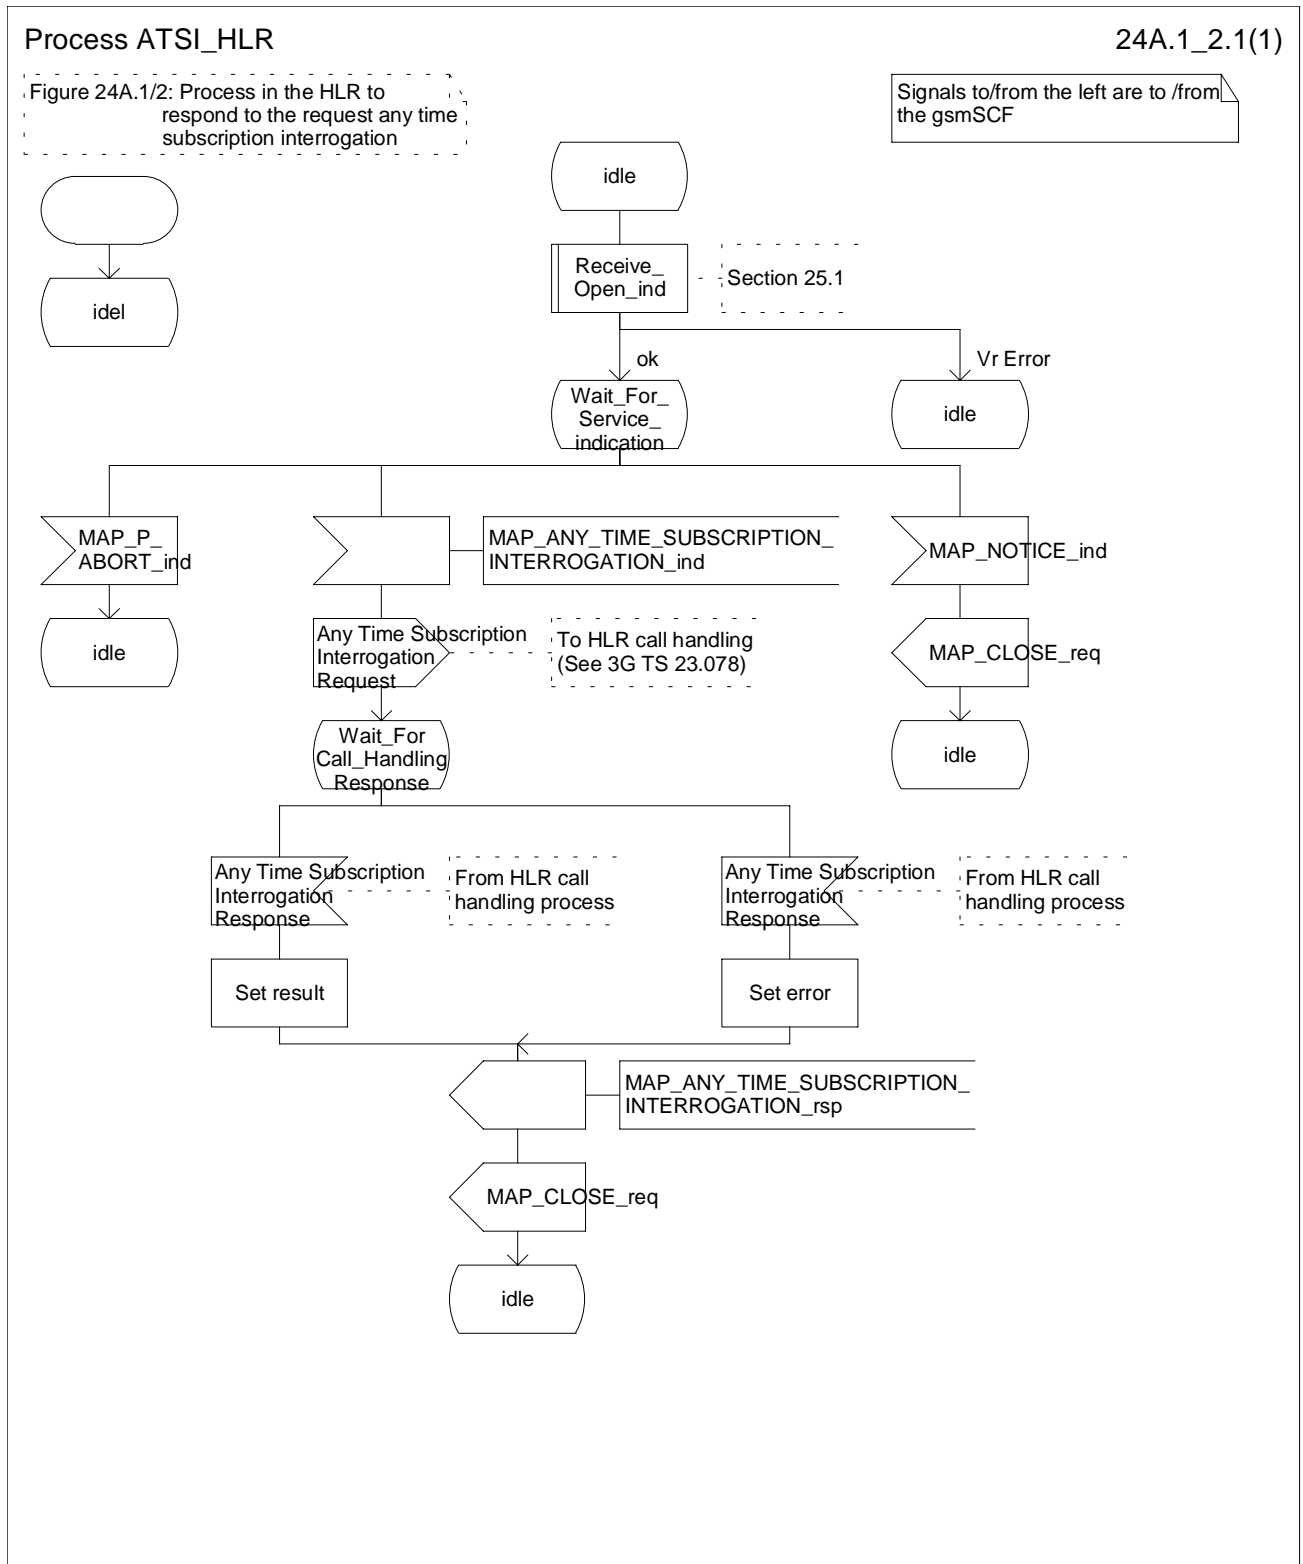 Process ATSI_HLR
24A.1_2.1(1)
Figure 24A.1/2: Process in the HLR to
respond to the request any time
subscription interrogation
Signals to/from the left are to /from
the gsmSCF
idle
Receive_
Open_ind
Section 25.1
idel
ok
Vr Error
Wait_For_
Service_
indication
idle
MAP_P_
ABORT_ind
MAP_ANY_TIME_SUBSCRIPTION_
INTERROGATION_ind
MAP_NOTICE_ind
idle
Any Time Subscription
Interrogation
Request
To HLR call handling
(See 3G TS 23.078)
MAP_CLOSE_req
Wait_For
Call_Handling
Response
idle
Any Time Subscription
Interrogation
Response
From HLR call
handling process
Any Time Subscription
Interrogation
Response
From HLR call
handling process
Set result
Set error
MAP_ANY_TIME_SUBSCRIPTION_
INTERROGATION_rsp
MAP_CLOSE_req
idle